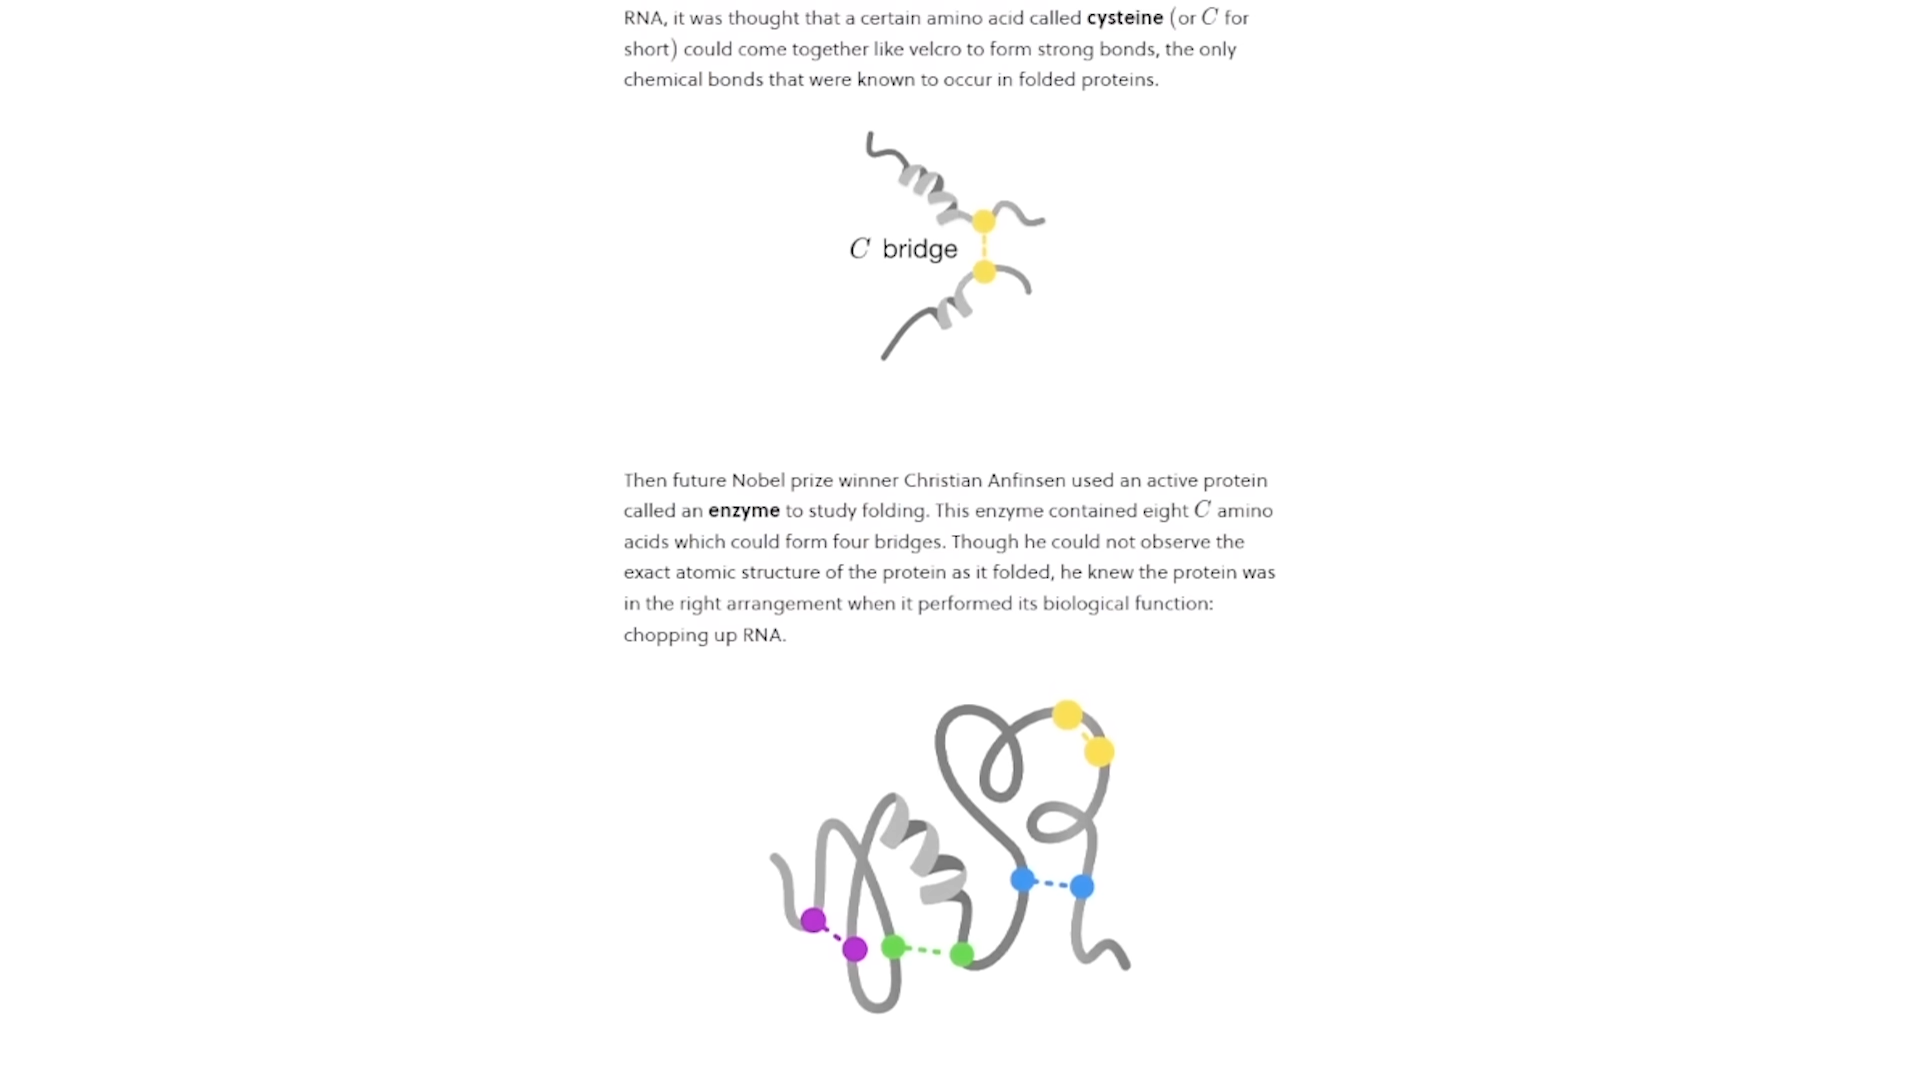 RNA, it was thought that a certain amino acid called cysteine (or C for
short) could come together like velcro to form strong bonds, the only
chemical bonds that were known to occur in folded proteins.
C bridge
Then future Nobel prize winner Christian Anfinsen used an active protein
called an enzyme to study folding. This enzyme contained eight C amino
acids which could form four bridges. Though he could not observe the
exact atomic structure of the protein as it folded, he knew the protein was
in the right arrangement when it performed its biological function:
chopping up RNA.